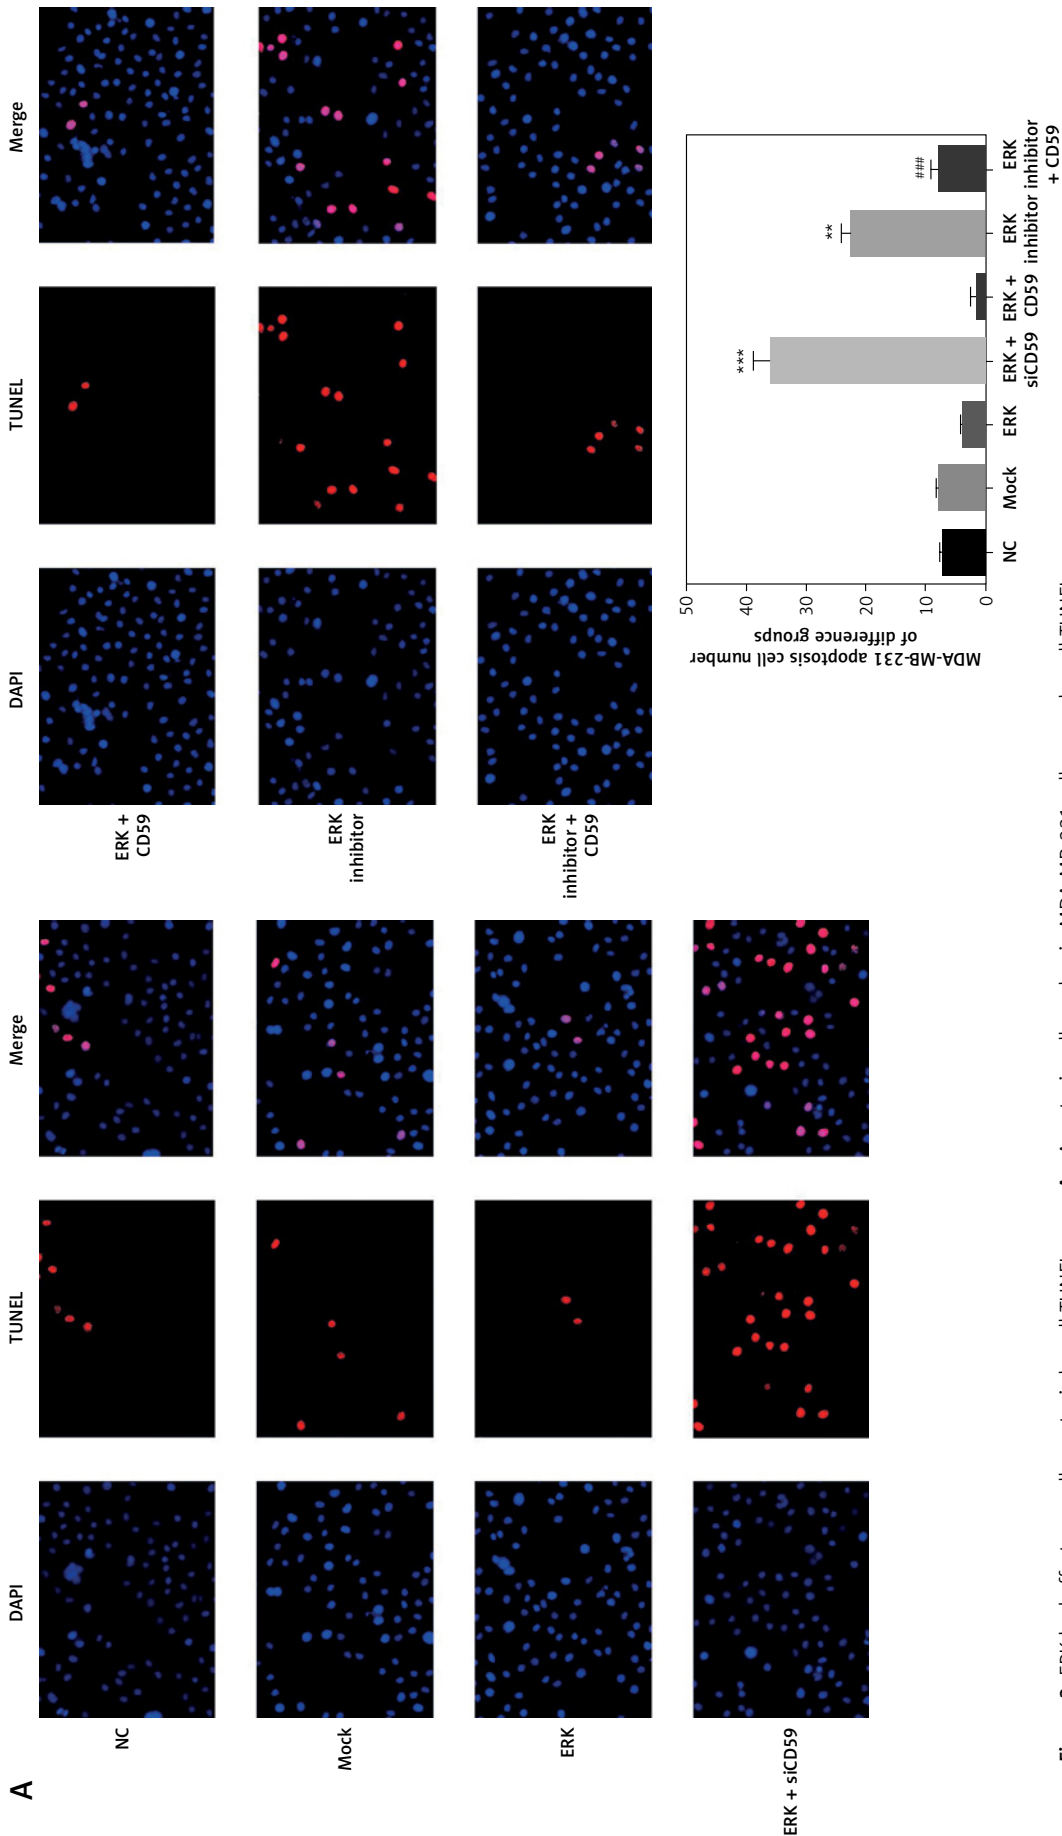 A
DAPI
TUNEL
Merge
NC
Mock
ERK
ERK + siCD59
DAPI
TUNEL
Merge
ERK +
CD59
ERK
inhibitor
ERK
inhibitor +
CD59
MDA-MB-231 apoptosis cell number
of difference groups
50
40
30
20
10
0
***
**
###
NC
Mock
ERK
ERK +
siCD59
ERK +
CD59
ERK
inhibitor
ERK
inhibitor
+ CD59